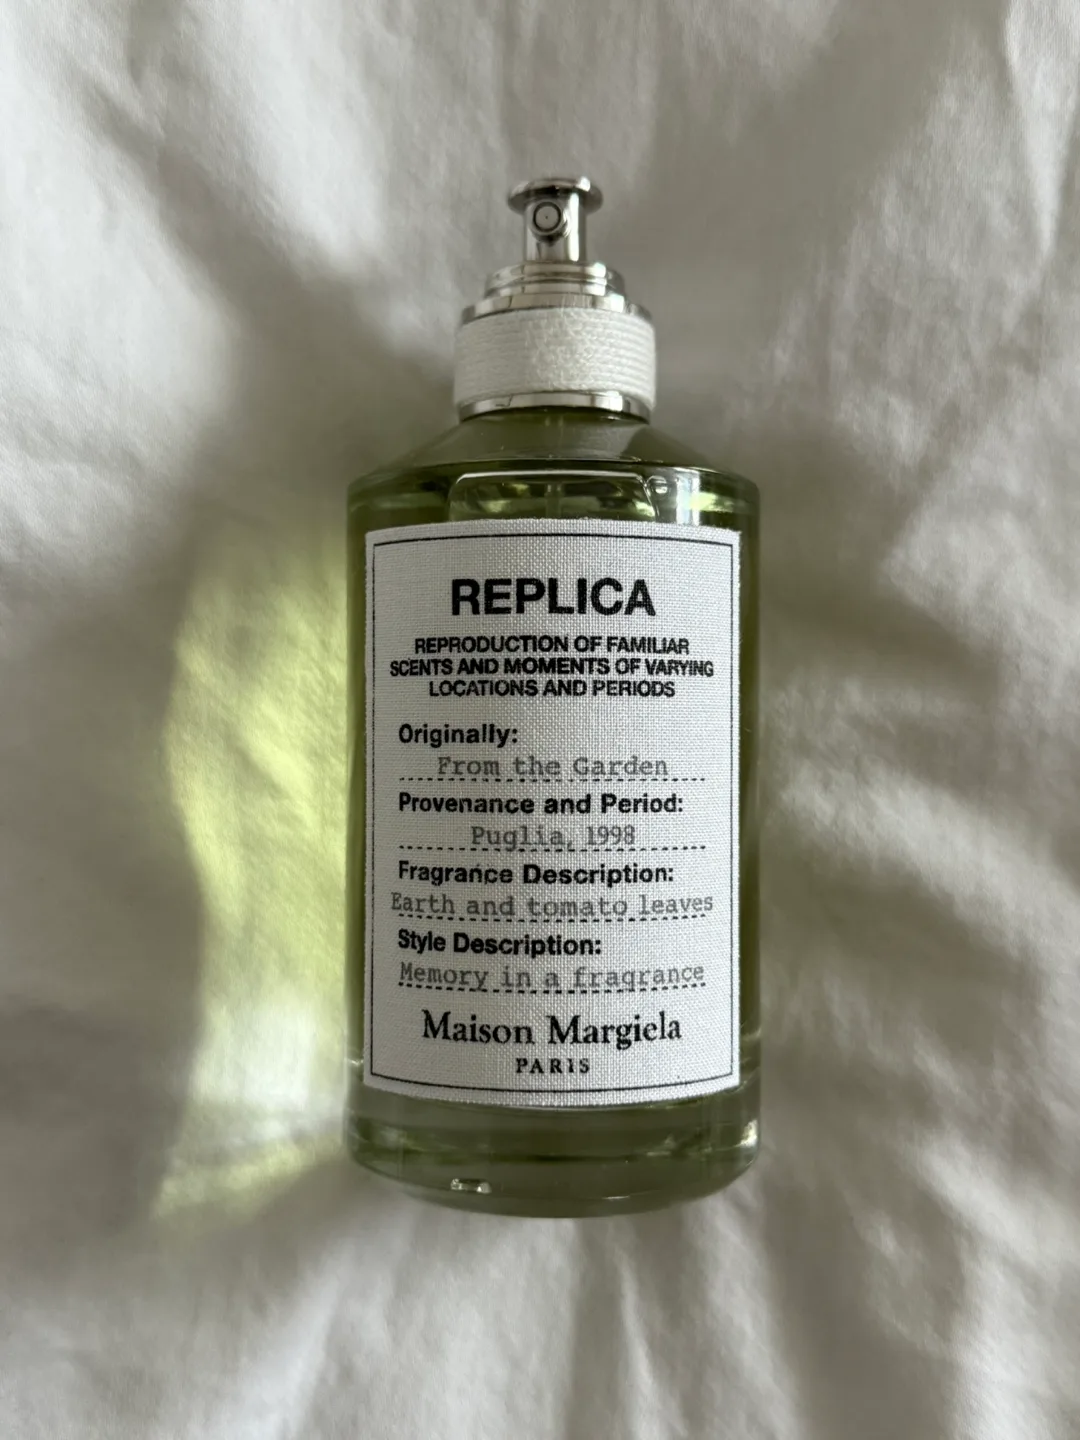 REPLICA
REPRODUCTION OF FAMILIAR
SCENTS AND MOMENTS OF VARYING
LOCATIONS AND PERIODS
Originally:
From the Garden
Provenance and Period:
Puglia, 1998
Fragrance Description:
Earth and tomato leaves
Style Description:
Memory in a fragrance
Maison Margiela
PARIS